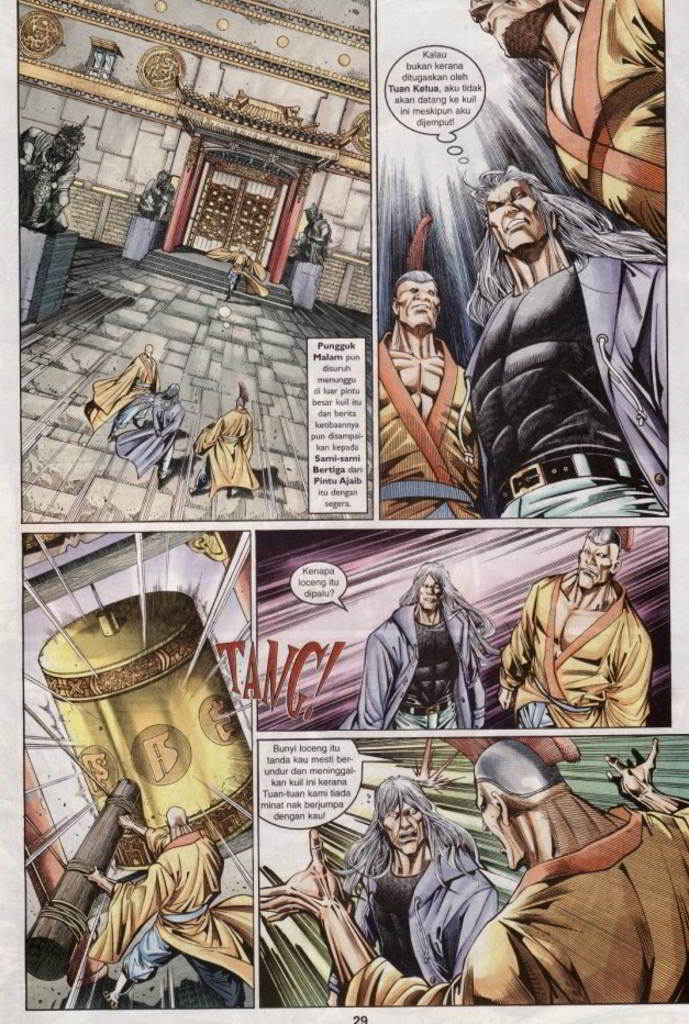 Pungguk
Malam pun
disuruh
menunggu
di luar pintu
besar kuil itu
dan berita
ketibaannya
pun disampai-
kan kepada
Sami-sami
Bertiga dari
Pintu Ajaib
itu dengan
segera.
Kalau
bukan kerana
ditugaskan oleh
Tuan Ketua, aku tidak
akan datang ke kuil
ini meskipun aku
dijemput!
TANG!
Kenapa
loceng itu
dipalu?
Bunyi loceng itu
tanda kau mesti ber-
undur dan meninggal-
kan kuil ini kerana
Tuan-tuan kami tiada
minat nak berjumpa
dengan kau!
29